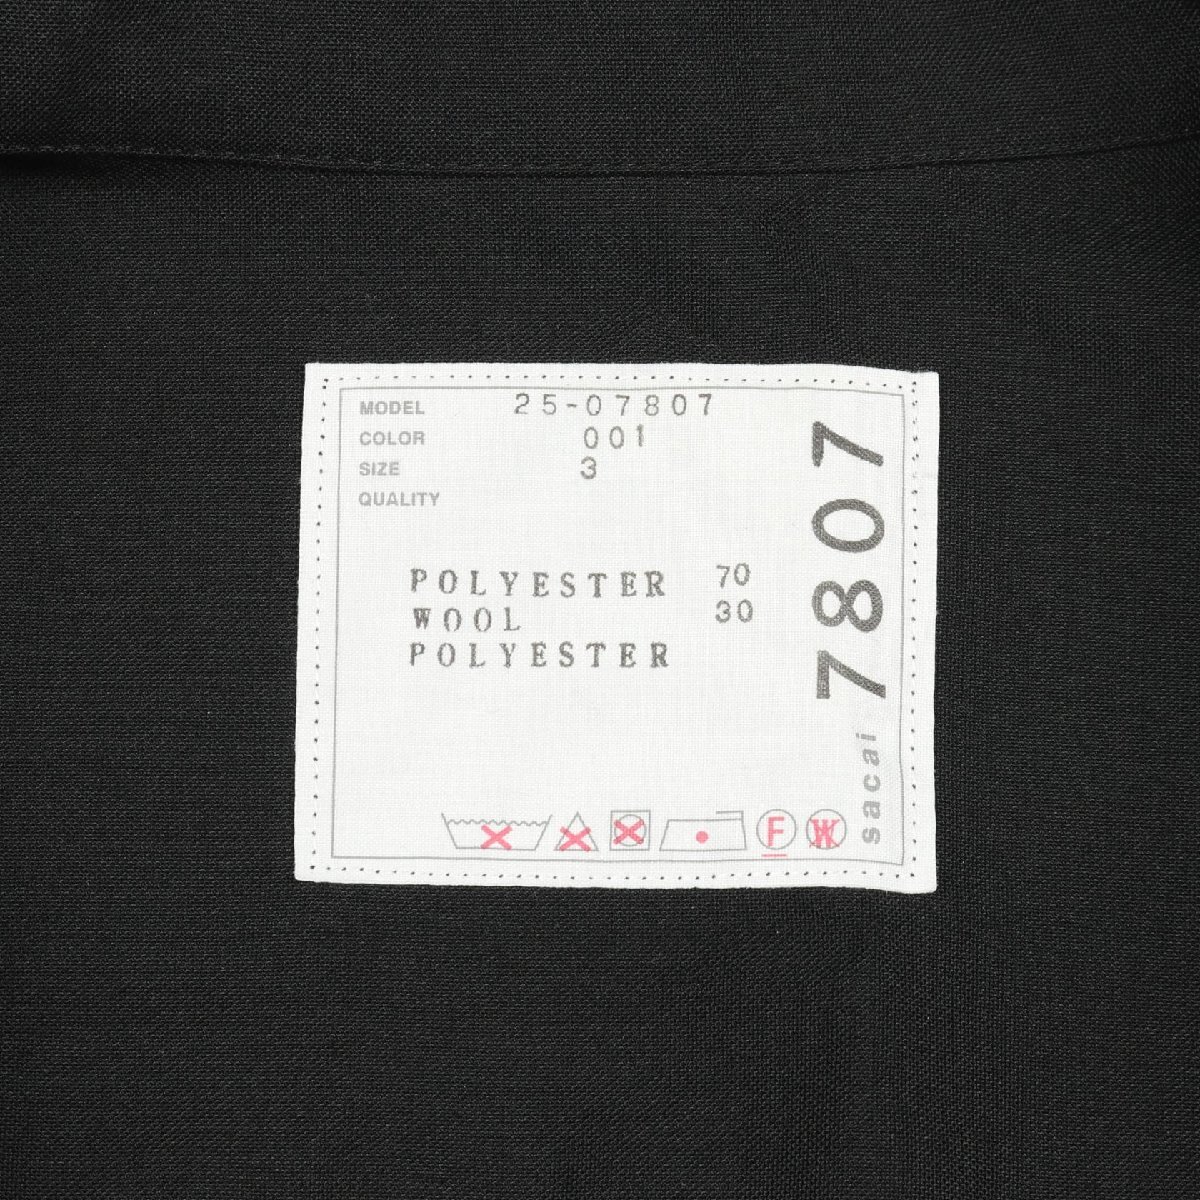 MODEL 25-07807
COLOR 001
SIZE 3
QUALITY
POLYESTER 70
WOOL 30
POLYESTER
F
W
sacai 7807